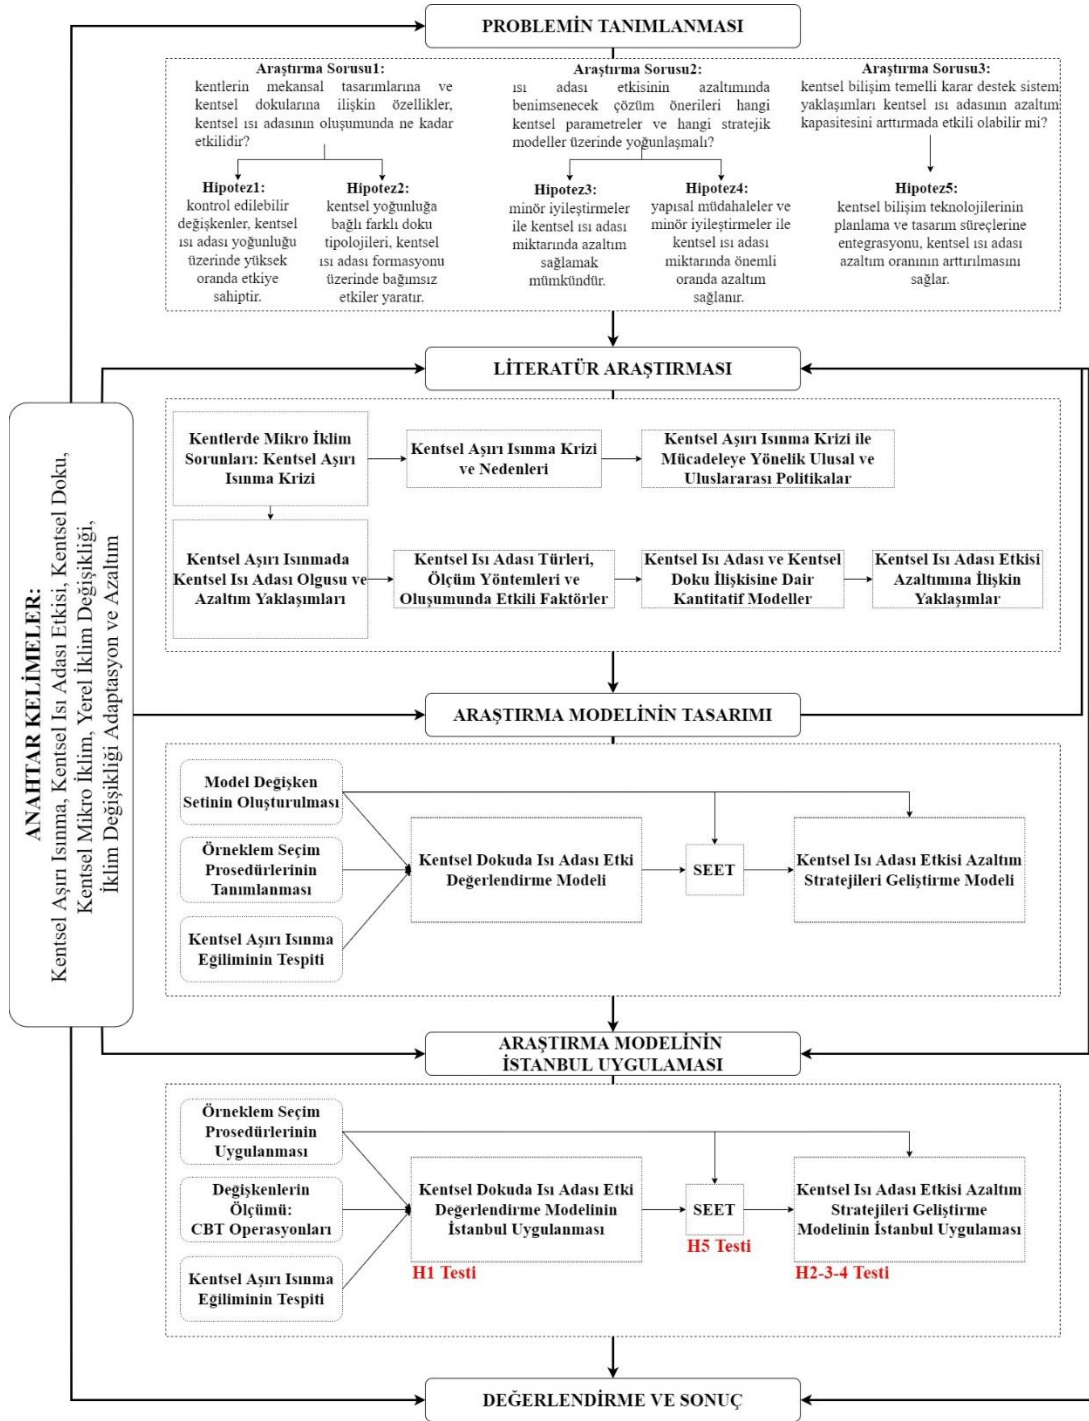 PROBLEMİN TANIMLANMASI
Araştırma Sorusu1:
kentlerin mekansal tasarımlarına ve
kentsel dokularına ilişkin özellikler,
kentsel ısı adasının oluşumunda ne kadar
etkilidir?
Araştırma Sorusu2:
ısı adası etkisinin azaltımında
benimsenecek çözüm önerileri hangi
kentsel parametreler ve hangi stratejik
modeller üzerinde yoğunlaşmalı?
Araştırma Sorusu3:
kentsel bilişim temelli karar destek sistem
yaklaşımları kentsel ısı adasının azaltım
kapasitesini arttırmada etkili olabilir mi?
Hipotez1:
kontrol edilebilir
değişkenler, kentsel
ısı adası yoğunluğu
üzerinde yüksek
oranda etkiye
sahiptir.
Hipotez2:
kentsel yoğunluğa
bağlı farklı doku
tipolojileri, kentsel
ısı adası formasyonu
üzerinde bağımsız
etkiler yaratır.
Hipotez3:
minör iyileştirmeler
ile kentsel ısı adası
miktarında azaltım
sağlamak
mümkündür.
Hipotez4:
yapısal müdahaleler ve
minör iyileştirmeler ile
kentsel ısı adası
miktarında önemli
oranda azaltım
sağlanır.
Hipotez5:
kentsel bilişim teknolojilerinin
planlama ve tasarım süreçlerine
entegrasyonu, kentsel ısı adası
azaltım oranının arttırılmasını
sağlar.
LİTERATÜR ARAŞTIRMASI
Kentlerde Mikro İklim
Sorunları: Kentsel Aşırı
Isınma Krizi
Kentsel Aşırı Isınma Krizi
ve Nedenleri
Kentsel Aşırı Isınma Krizi ile
Mücadeleye Yönelik Ulusal ve
Uluslararası Politikalar
Kentsel Aşırı Isınmada
Kentsel Isı Adası Olgusu ve
Azaltım Yaklaşımları
Kentsel Isı Adası Türleri,
Ölçüm Yöntemleri ve
Oluşumunda Etkili Faktörler
Kentsel Isı Adası ve Kentsel
Doku İlişkisine Dair
Kantitatif Modeller
Kentsel Isı Adası Etkisi
Azaltımına İlişkin
Yaklaşımlar
ANAHTAR KELİMELER:
Kentsel Aşırı Isınma, Kentsel Isı Adası Etkisi, Kentsel Doku,
Kentsel Mikro İklim, Yerel İklim Değişikliği,
İklim Değişikliği Adaptasyon ve Azaltım
ARAŞTIRMA MODELİNİN TASARIMI
Model Değişken
Setinin Oluşturulması
Örneklem Seçim
Prosedürlerinin
Tanımlanması
Kentsel Aşırı Isınma
Eğiliminin Tespiti
Kentsel Dokuda Isı Adası Etki
Değerlendirme Modeli
SEET
Kentsel Isı Adası Etkisi Azaltım
Stratejileri Geliştirme Modeli
ARAŞTIRMA MODELİNİN
İSTANBUL UYGULAMASI
Örneklem Seçim
Prosedürlerinin
Uygulanması
Değişkenlerin
Ölçümü:
CBT Operasyonları
Kentsel Aşırı Isınma
Eğiliminin Tespiti
Kentsel Dokuda Isı Adası Etki
Değerlendirme Modelinin
İstanbul Uygulanması
H1 Testi
SEET
H5 Testi
Kentsel Isı Adası Etkisi Azaltım
Stratejileri Geliştirme
Modelinin İstanbul Uygulaması
H2-3-4 Testi
DEĞERLENDİRME VE SONUÇ